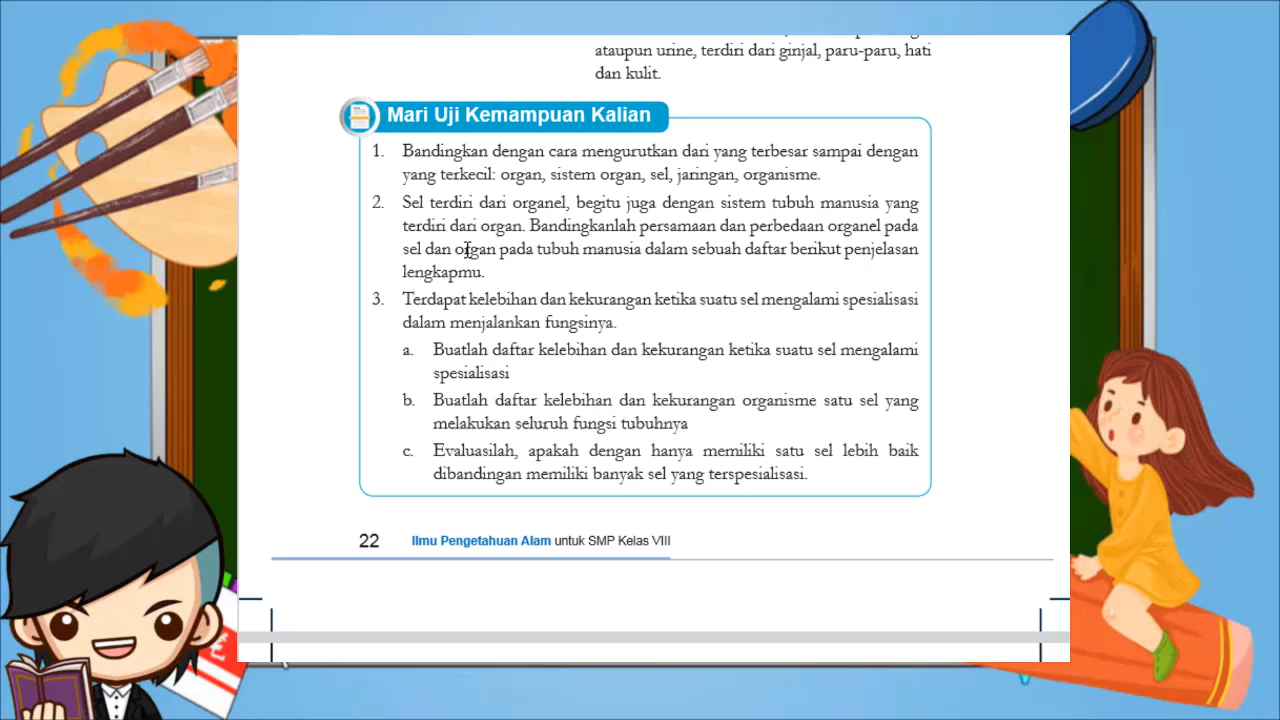 ataupun urine, terdiri dari ginjal, paru-paru, hati
dan kulit.
Mari Uji Kemampuan Kalian
1. Bandingkan dengan cara mengurutkan dari yang terbesar sampai dengan
yang terkecil: organ, sistem organ, sel, jaringan, organisme.
2. Sel terdiri dari organel, begitu juga dengan sistem tubuh manusia yang
terdiri dari organ. Bandingkanlah persamaan dan perbedaan organel pada
sel dan organ pada tubuh manusia dalam sebuah daftar berikut penjelasan
lengkapmu.
3. Terdapat kelebihan dan kekurangan ketika suatu sel mengalami spesialisasi
dalam menjalankan fungsinya.
a. Buatlah daftar kelebihan dan kekurangan ketika suatu sel mengalami
spesialisasi
b. Buatlah daftar kelebihan dan kekurangan organisme satu sel yang
melakukan seluruh fungsi tubuhnya
c. Evaluasilah, apakah dengan hanya memiliki satu sel lebih baik
dibandingan memiliki banyak sel yang terspesialisasi.
22 Ilmu Pengetahuan Alam untuk SMP Kelas VIII